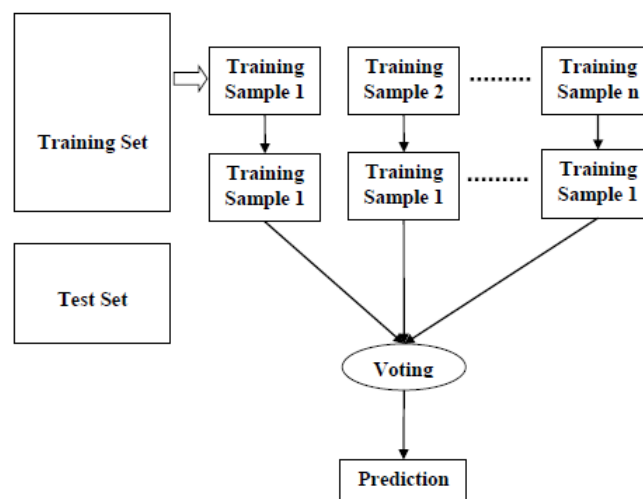 Training Set
Training
Sample 1
Training
Sample 2
.........
Training
Sample n
Training
Sample 1
Training
Sample 1
.........
Training
Sample 1
Test Set
Voting
Prediction